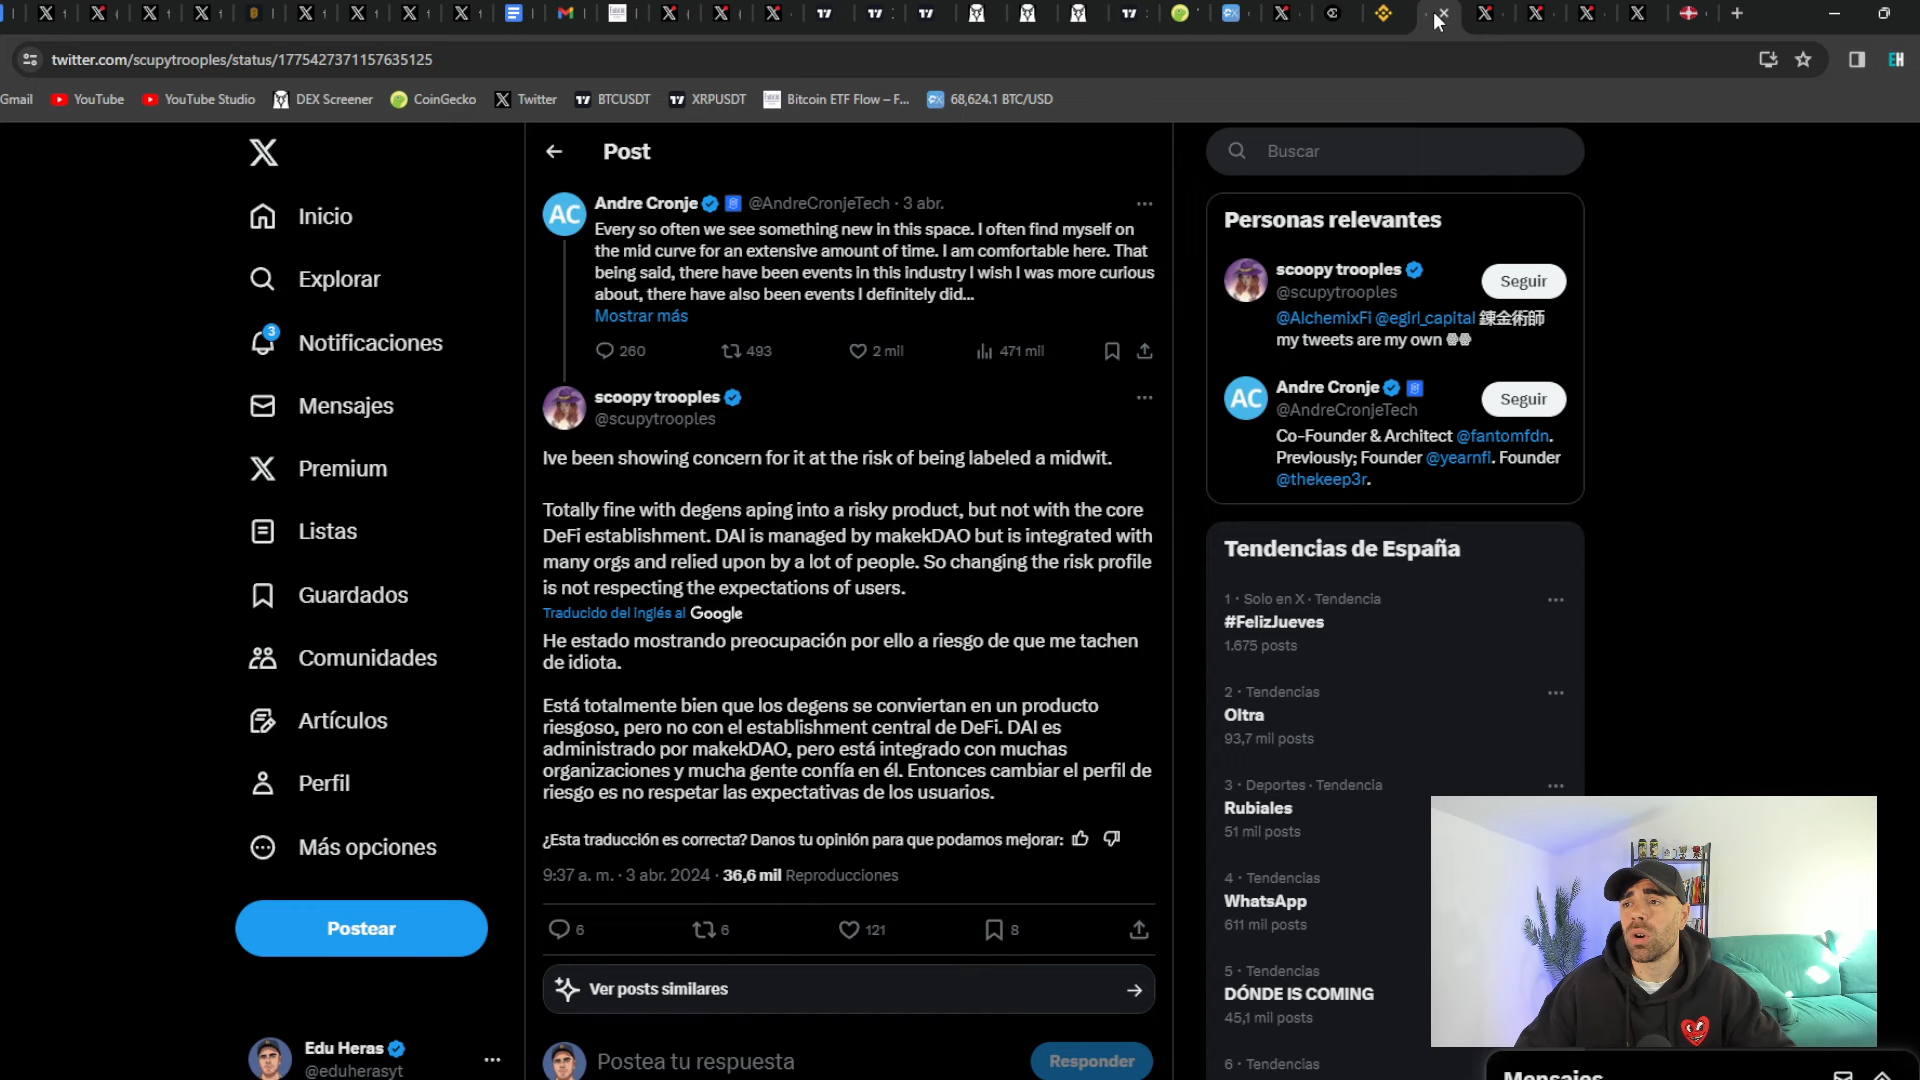 twitter.com/scupytrooples/status/1775427371157635125
Gmail YouTube YouTube Studio DEX Screener CoinGecko Twitter BTCUSDT XRPUSDT Bitcoin ETF Flow – F... 68,624.1 BTC/USD
Inicio
Explorar
3
Notificaciones
Mensajes
Premium
Listas
Guardados
Comunidades
Artículos
Perfil
Más opciones
Postear
Edu Heras
@eduherasyt
Post
AC
Andre Cronje @AndreCronjeTech · 3 abr.
Every so often we see something new in this space. I often find myself on
the mid curve for an extensive amount of time. I am comfortable here. That
being said, there have been events in this industry I wish I was more curious
about, there have also been events I definitely did...
Mostrar más
260 493 2 mil 471 mil
scoopy trooples
@scupytrooples
Ive been showing concern for it at the risk of being labeled a midwit.
Totally fine with degens aping into a risky product, but not with the core
DeFi establishment. DAI is managed by makekDAO but is integrated with
many orgs and relied upon by a lot of people. So changing the risk profile
is not respecting the expectations of users.
Traducido del inglés al Google
He estado mostrando preocupación por ello a riesgo de que me tachen
de idiota.
Está totalmente bien que los degens se conviertan en un producto
riesgoso, pero no con el establishment central de DeFi. DAI es
administrado por makekDAO, pero está integrado con muchas
organizaciones y mucha gente confía en él. Entonces cambiar el perfil de
riesgo es no respetar las expectativas de los usuarios.
¿Esta traducción es correcta? Danos tu opinión para que podamos mejorar:
9:37 a. m. · 3 abr. 2024 · 36,6 mil Reproducciones
6 6 121 8
Ver posts similares
Postea tu respuesta
Responder
Buscar
Personas relevantes
scoopy trooples
@scupytrooples
Seguir
@AlchemixFi @egirl_capital 錬金術師
my tweets are my own
AC
Andre Cronje
@AndreCronjeTech
Seguir
Co-Founder & Architect @fantomfdn.
Previously; Founder @yearnfi. Founder
@thekeep3r.
Tendencias de España
1 · Solo en X · Tendencia
#FelizJueves
1.675 posts
2 · Tendencias
Oltra
93,7 mil posts
3 · Deportes · Tendencia
Rubiales
51 mil posts
4 · Tendencias
WhatsApp
611 mil posts
5 · Tendencias
DÓNDE IS COMING
45,1 mil posts
6 · Tendencias
Mensajes